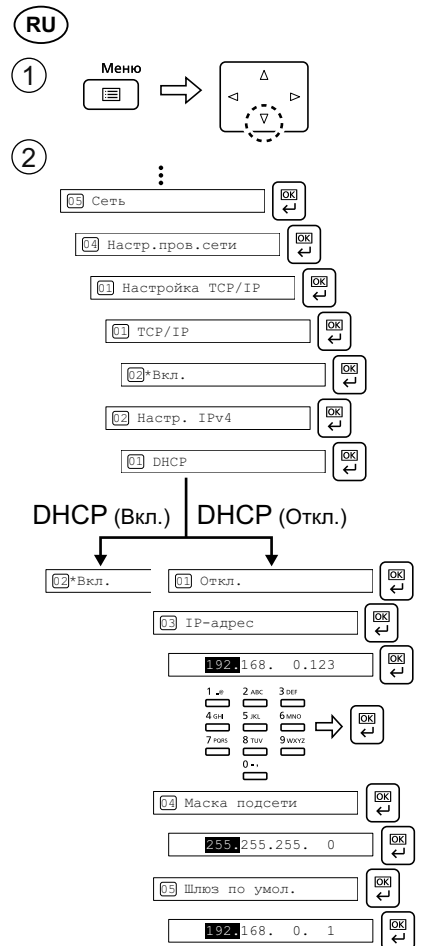 RU
1
Меню
2
05 Сеть OK
04 Настр.пров.сети OK
01 Настройка TCP/IP OK
01 TCP/IP OK
02*Вкл. OK
02 Настр. IPv4 OK
01 DHCP OK
DHCP (Вкл.) DHCP (Откл.)
02*Вкл. 01 Откл. OK
03 IP-адрес OK
192.168. 0.123 OK
1 .@ 2 ABC 3 DEF
4 GHI 5 JKL 6 MNO OK
7 PQRS 8 TUV 9 WXYZ
0
04 Маска подсети OK
255.255.255. 0 OK
05 Шлюз по умол. OK
192.168. 0. 1 OK